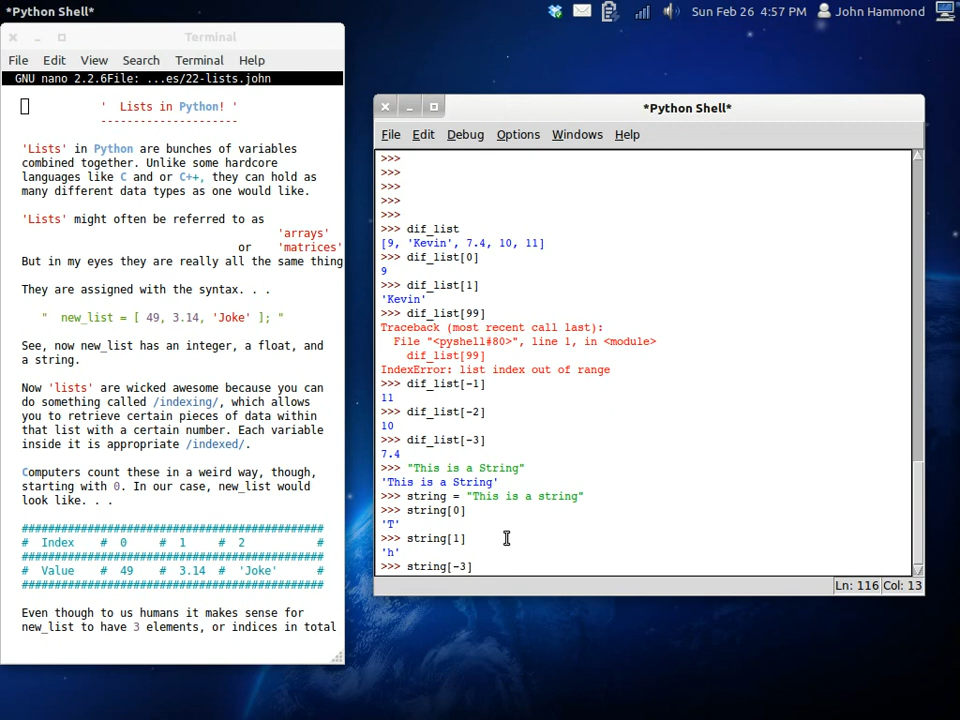 *Python Shell*
Sun Feb 26 4:57 PM John Hammond
Terminal
File Edit View Search Terminal Help
GNU nano 2.2.6File: ...es/22-lists.john
' Lists in Python! '
---------------------
'Lists' in Python are bunches of variables
combined together. Unlike some hardcore
languages like C and or C++, they can hold as
many different data types as one would like.
'Lists' might often be referred to as
'arrays'
or 'matrices'
But in my eyes they are really all the same thing
They are assigned with the syntax. . .
" new_list = [ 49, 3.14, 'Joke' ]; "
See, now new_list has an integer, a float, and
a string.
Now 'lists' are wicked awesome because you can
do something called /indexing/, which allows
you to retrieve certain pieces of data within
that list with a certain number. Each variable
inside it is appropriate /indexed/.
Computers count these in a weird way, though,
starting with 0. In our case, new_list would
look like. . .
##############################################
# Index # 0 # 1 # 2 #
##############################################
# Value # 49 # 3.14 # 'Joke' #
##############################################
Even though to us humans it makes sense for
new_list to have 3 elements, or indices in total
*Python Shell*
File Edit Debug Options Windows Help
>>>
>>>
>>>
>>>
>>>
>>> dif_list
[9, 'Kevin', 7.4, 10, 11]
>>> dif_list[0]
9
>>> dif_list[1]
'Kevin'
>>> dif_list[99]
Traceback (most recent call last):
File "<pyshell#80>", line 1, in <module>
dif_list[99]
IndexError: list index out of range
>>> dif_list[-1]
11
>>> dif_list[-2]
10
>>> dif_list[-3]
7.4
>>> "This is a String"
'This is a String'
>>> string = "This is a string"
>>> string[0]
'T'
>>> string[1]
'h'
>>> string[-3]
Ln: 116 Col: 13